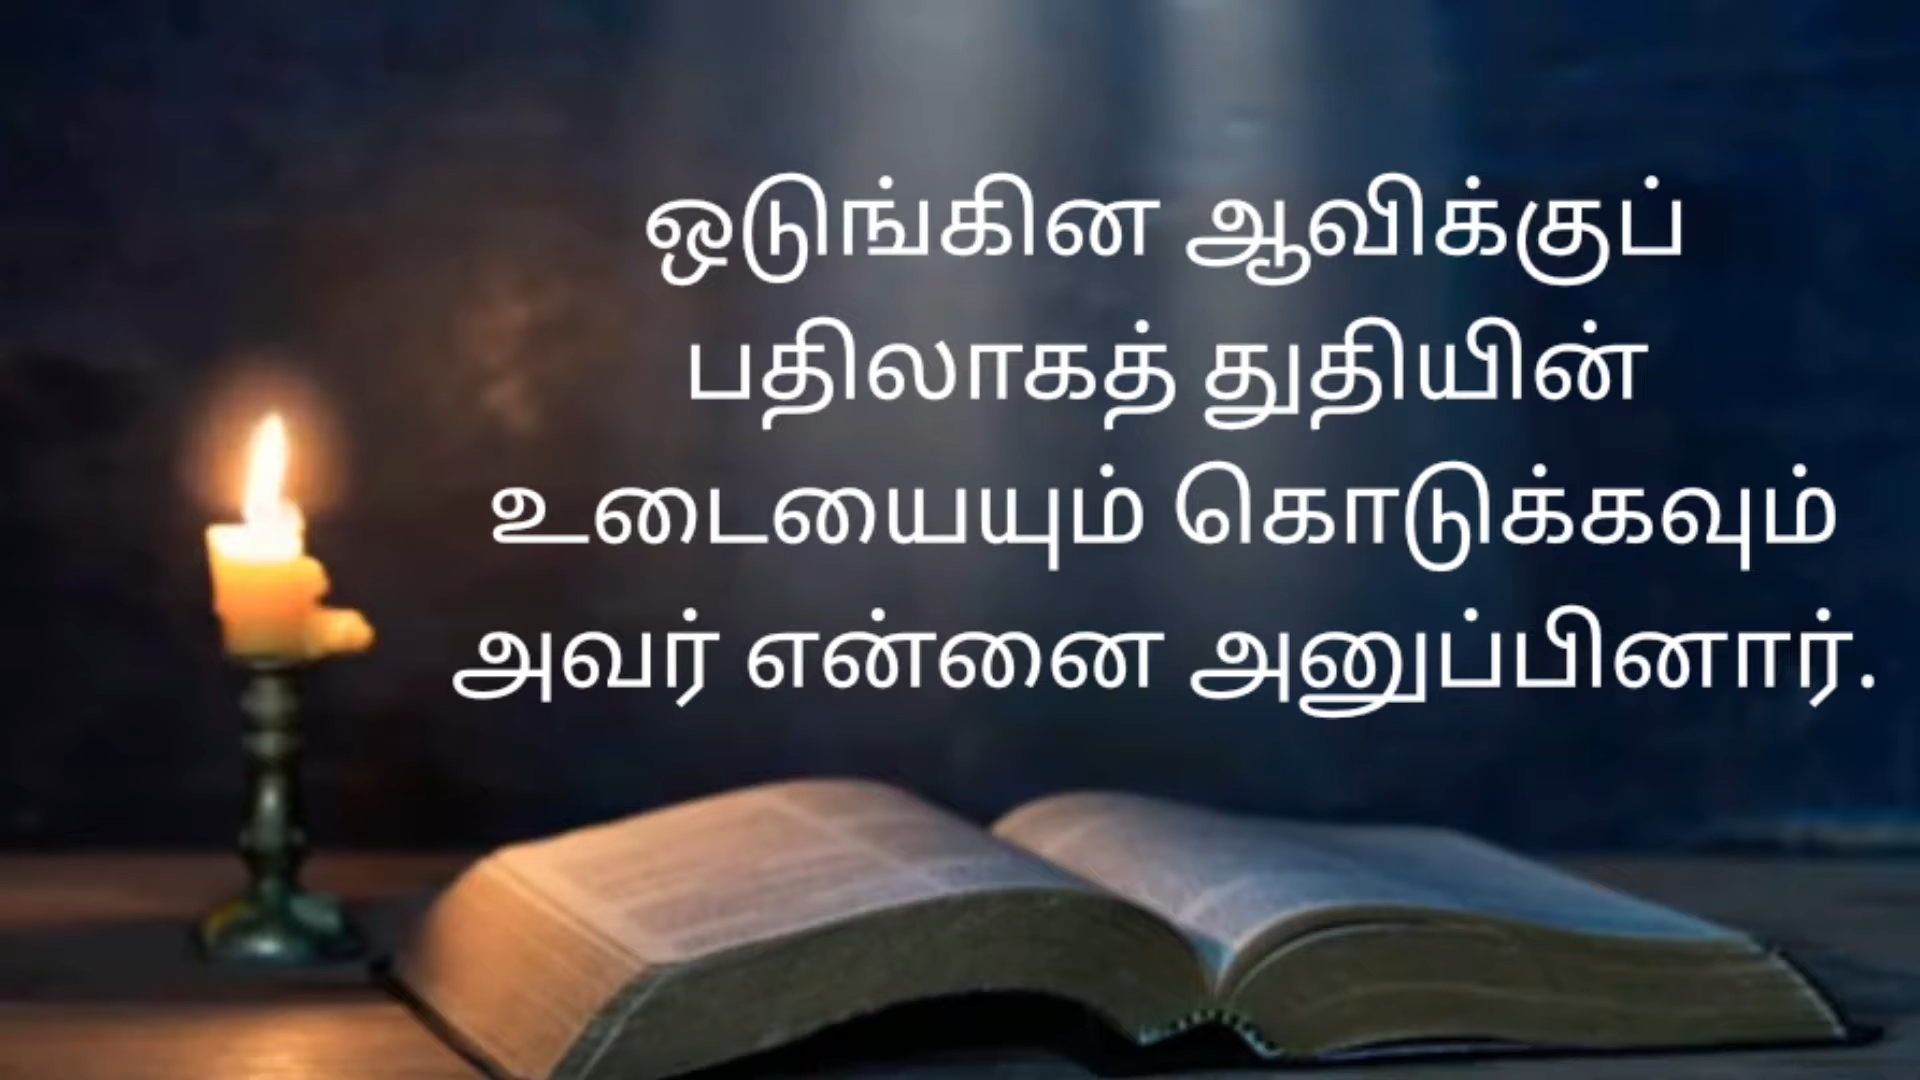 ஒடுங்கின ஆவிக்குப்
பதிலாகத் துதியின்
உடையையும் கொடுக்கவும்
அவர் என்னை அனுப்பினார்.